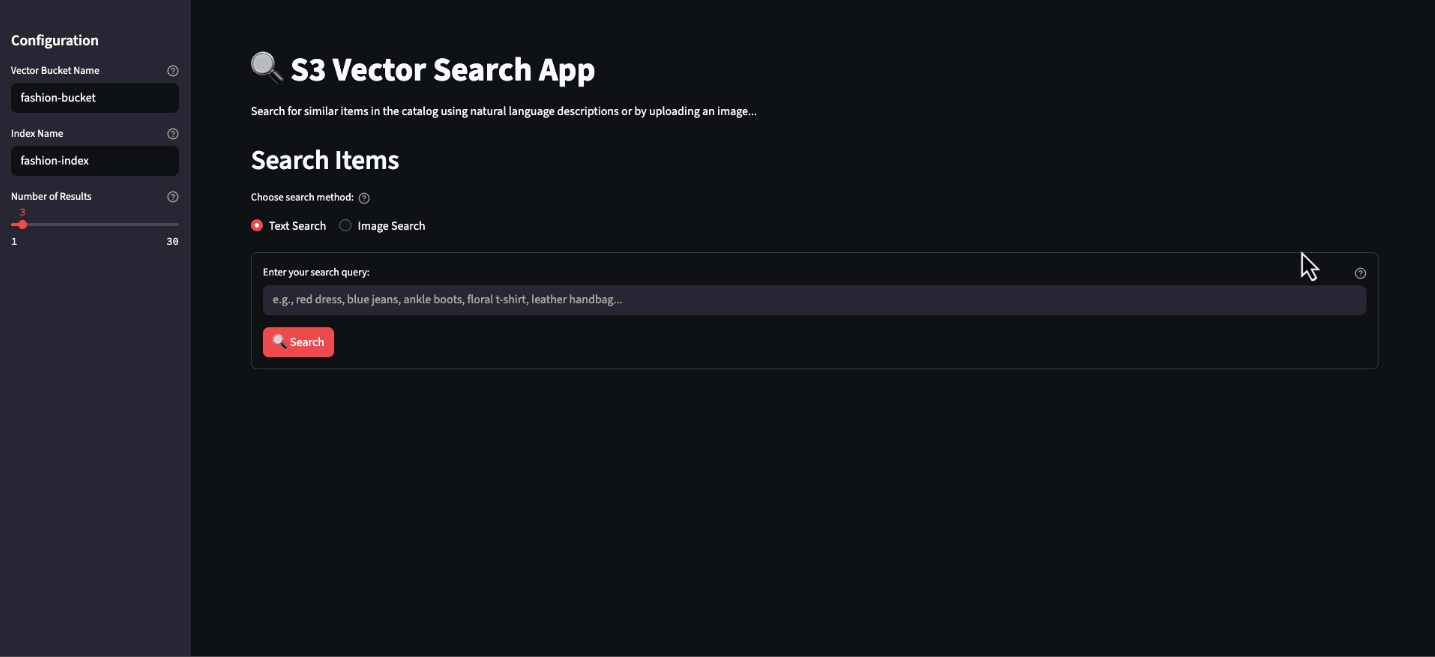 Configuration
Vector Bucket Name
fashion-bucket
Index Name
fashion-index
Number of Results
3
1 30
S3 Vector Search App
Search for similar items in the catalog using natural language descriptions or by uploading an image...
Search Items
Choose search method:
Text Search Image Search
Enter your search query:
e.g., red dress, blue jeans, ankle boots, floral t-shirt, leather handbag...
Search